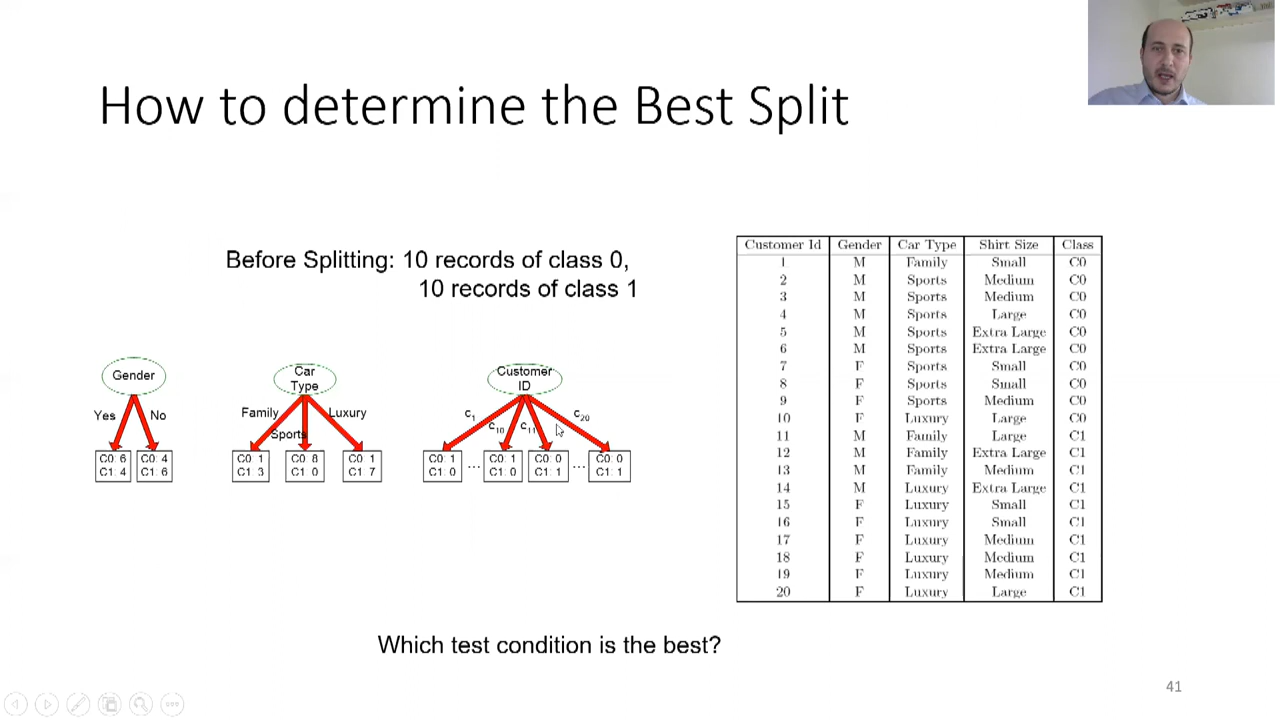 How to determine the Best Split
Before Splitting: 10 records of class 0,
10 records of class 1
Gender
Yes No
C0: 6 C0: 4
C1: 4 C1: 6
Car
Type
Family Luxury
Sports
C0: 1 C0: 8 C0: 1
C1: 3 C1: 0 C1: 7
Customer
ID
c1 c20
c10 c11
C0: 1 ... C0: 1 C0: 0 ... C0: 0
C1: 0 C1: 0 C1: 1 C1: 1
Customer Id Gender Car Type Shirt Size Class
1 M Family Small C0
2 M Sports Medium C0
3 M Sports Medium C0
4 M Sports Large C0
5 M Sports Extra Large C0
6 M Sports Extra Large C0
7 F Sports Small C0
8 F Sports Small C0
9 F Sports Medium C0
10 F Luxury Large C0
11 M Family Large C1
12 M Family Extra Large C1
13 M Family Medium C1
14 M Luxury Extra Large C1
15 F Luxury Small C1
16 F Luxury Small C1
17 F Luxury Medium C1
18 F Luxury Medium C1
19 F Luxury Medium C1
20 F Luxury Large C1
Which test condition is the best?
41